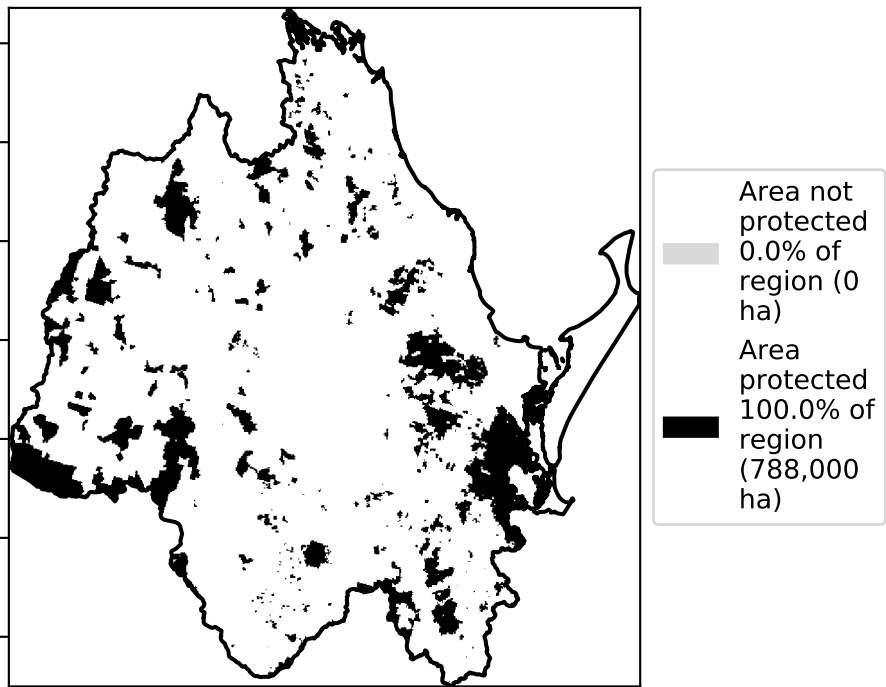 Area not
protected
0.0% of
region (0
ha)
Area
protected
100.0% of
region
(788,000
ha)